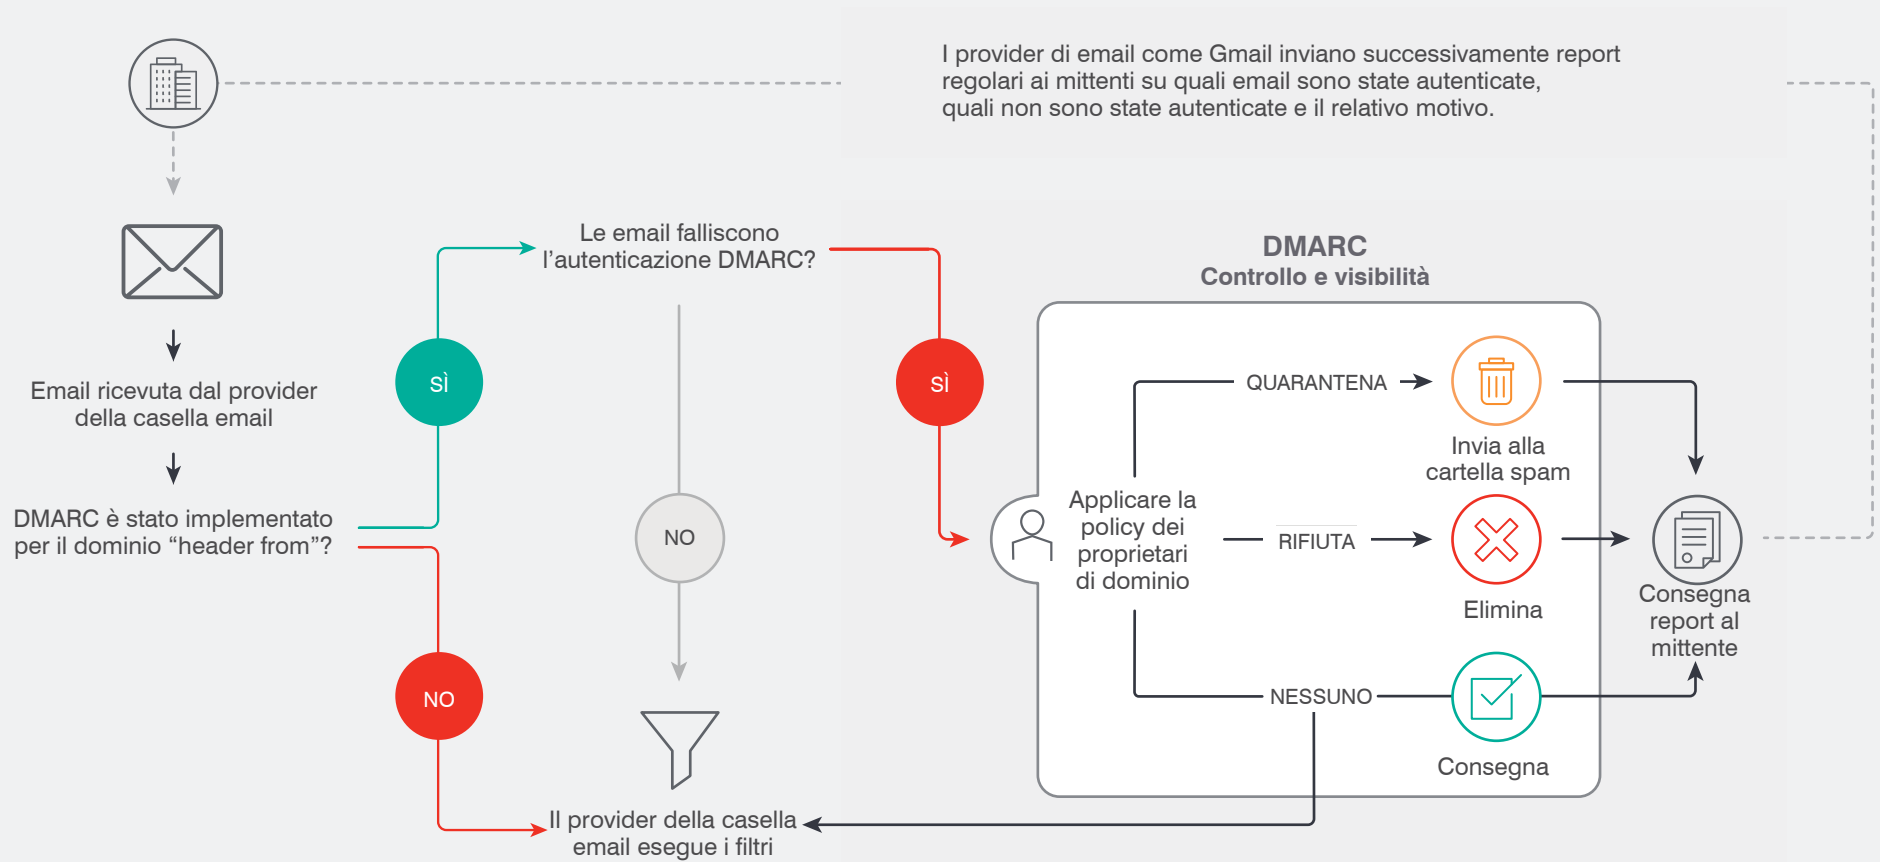 I provider di email come Gmail inviano successivamente report
regolari ai mittenti su quali email sono state autenticate,
quali non sono state autenticate e il relativo motivo.
Email ricevuta dal provider
della casella email
DMARC è stato implementato
per il dominio “header from”?
SÌ
NO
Le email falliscono
l’autenticazione DMARC?
NO
SÌ
Il provider della casella
email esegue i filtri
DMARC
Controllo e visibilità
Applicare la
policy dei
proprietari
di dominio
QUARANTENA
Invia alla
cartella spam
RIFIUTA
Elimina
NESSUNO
Consegna
Consegna
report al
mittente